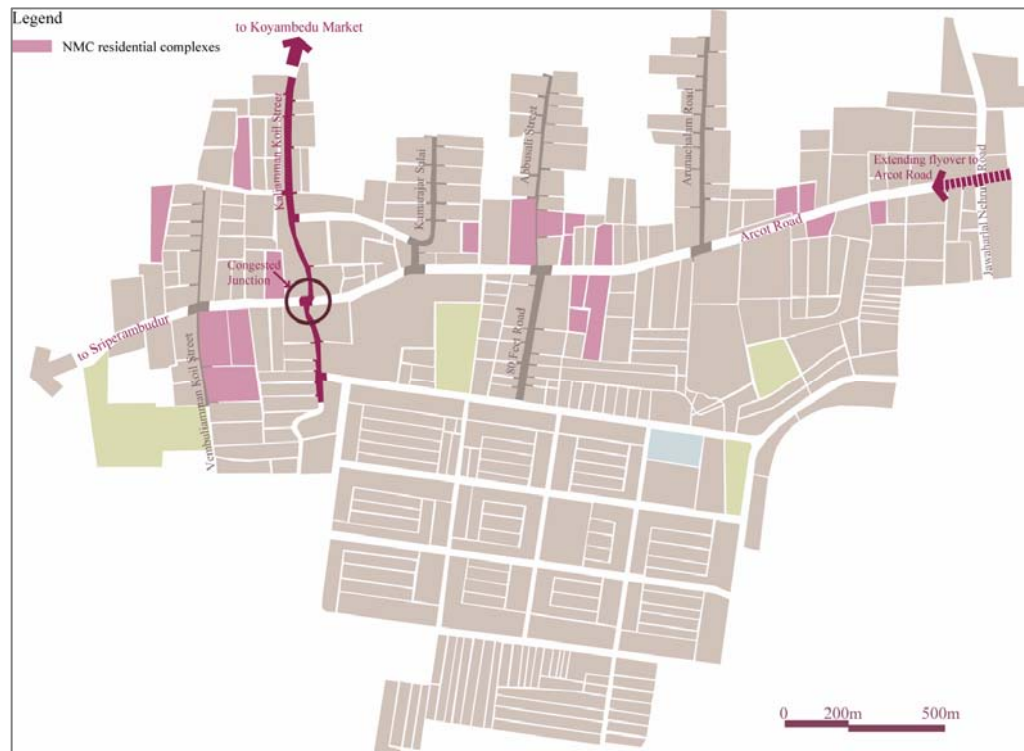 Legend
NMC residential complexes
to Koyambedu Market
Kaliamman Koil Street
Kamarajar Salai
Abbusali Street
Arunachalam Road
Extending flyover to
Arcot Road
Jawaharlal Nehru Road
Arcot Road
Congested
Junction
to Sriperambudur
Vembuliamman Koil Street
80 Feet Road
0 200m 500m